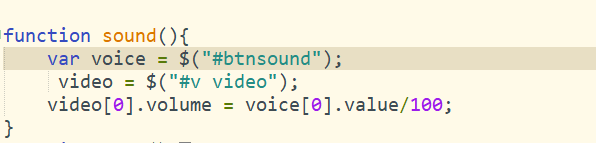 function sound(){
var voice = $("#btnsound");
video = $("#v video");
video[0].volume = voice[0].value/100;
}